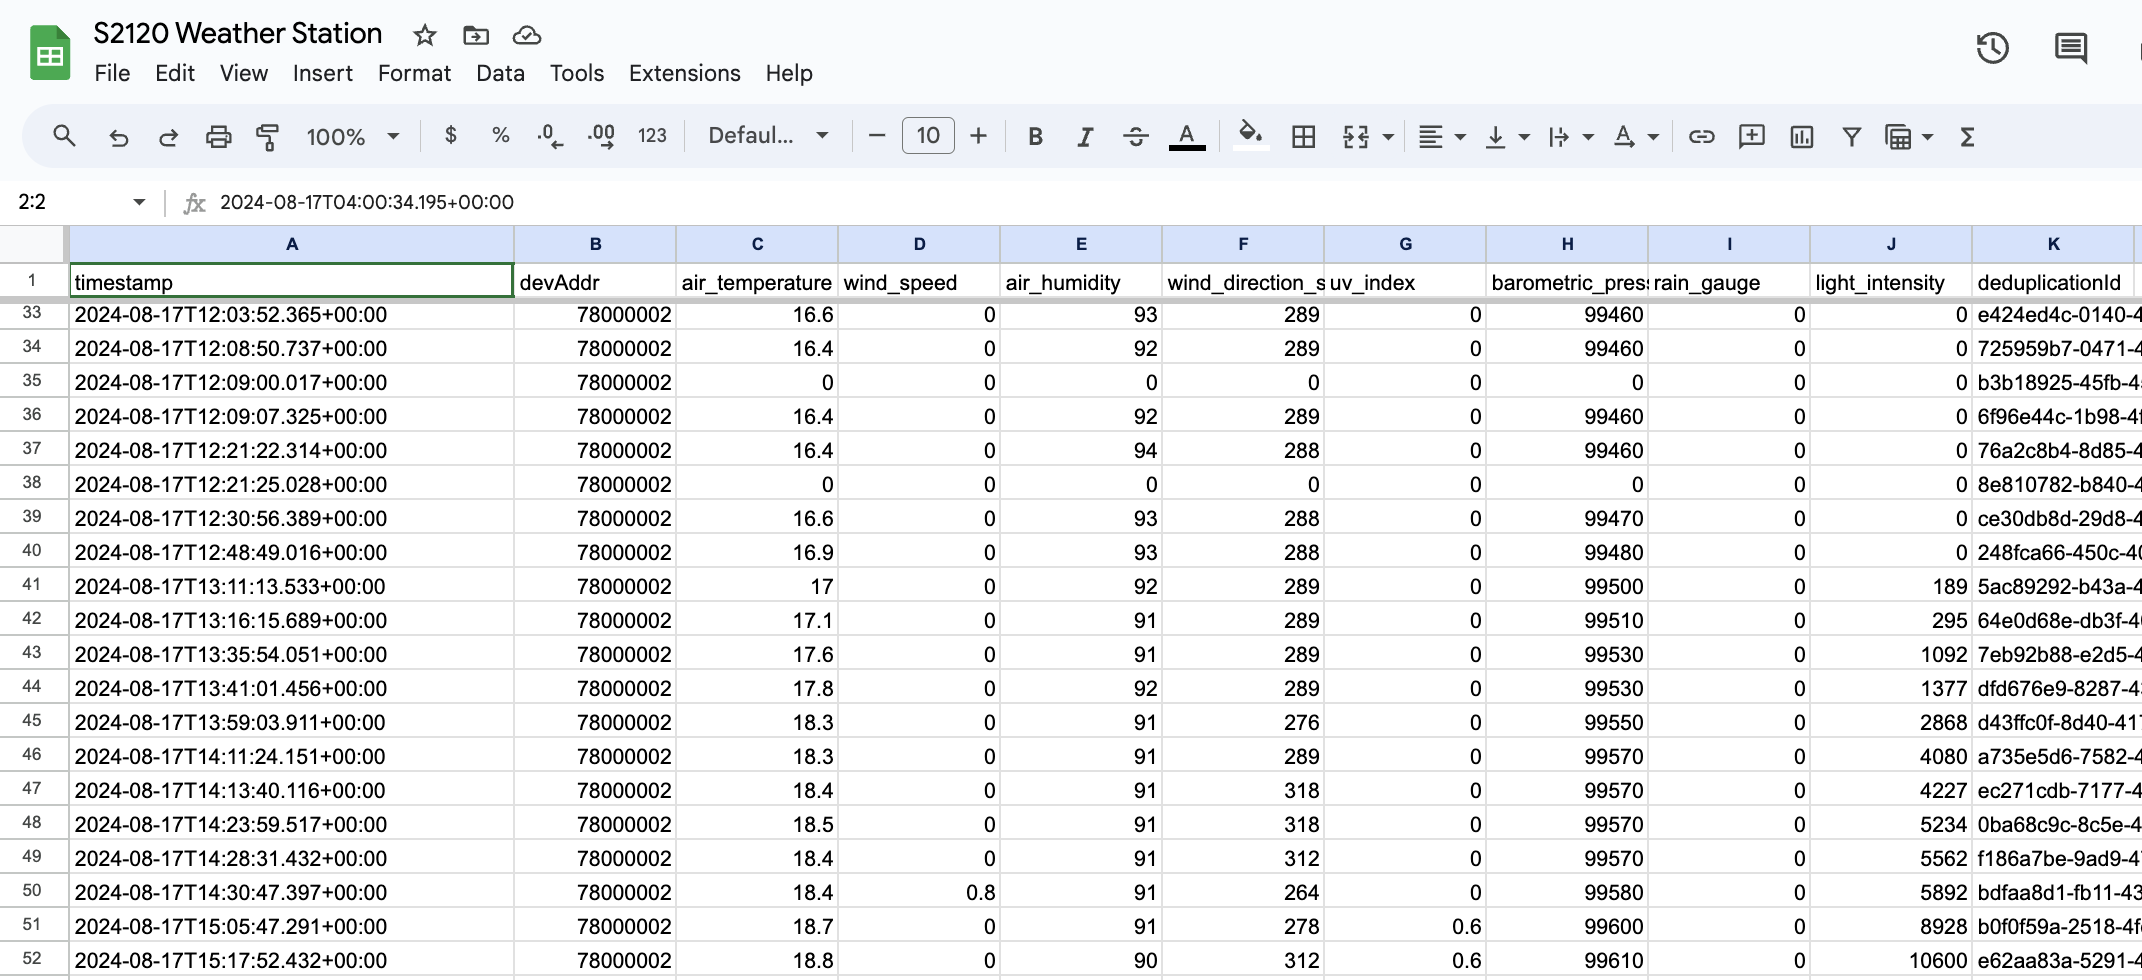 S2120 Weather Station
File Edit View Insert Format Data Tools Extensions Help
100% $ % .0 .00 123 Defaul... − 10 + B I S A Σ
2:2 fx 2024-08-17T04:00:34.195+00:00
A B C D E F G H I J K
1 timestamp devAddr air_temperature wind_speed air_humidity wind_direction_s uv_index barometric_pres rain_gauge light_intensity deduplicationId
33 2024-08-17T12:03:52.365+00:00 78000002 16.6 0 93 289 0 99460 0 0 e424ed4c-0140-4
34 2024-08-17T12:08:50.737+00:00 78000002 16.4 0 92 289 0 99460 0 0 725959b7-0471-4
35 2024-08-17T12:09:00.017+00:00 78000002 0 0 0 0 0 0 0 0 b3b18925-45fb-4
36 2024-08-17T12:09:07.325+00:00 78000002 16.4 0 92 289 0 99460 0 0 6f96e44c-1b98-4f
37 2024-08-17T12:21:22.314+00:00 78000002 16.4 0 94 288 0 99460 0 0 76a2c8b4-8d85-4
38 2024-08-17T12:21:25.028+00:00 78000002 0 0 0 0 0 0 0 0 8e810782-b840-4
39 2024-08-17T12:30:56.389+00:00 78000002 16.6 0 93 288 0 99470 0 0 ce30db8d-29d8-4
40 2024-08-17T12:48:49.016+00:00 78000002 16.9 0 93 288 0 99480 0 0 248fca66-450c-40
41 2024-08-17T13:11:13.533+00:00 78000002 17 0 92 289 0 99500 0 189 5ac89292-b43a-4
42 2024-08-17T13:16:15.689+00:00 78000002 17.1 0 91 289 0 99510 0 295 64e0d68e-db3f-4
43 2024-08-17T13:35:54.051+00:00 78000002 17.6 0 91 289 0 99530 0 1092 7eb92b88-e2d5-4
44 2024-08-17T13:41:01.456+00:00 78000002 17.8 0 92 289 0 99530 0 1377 dfd676e9-8287-4
45 2024-08-17T13:59:03.911+00:00 78000002 18.3 0 91 276 0 99550 0 2868 d43ffc0f-8d40-417
46 2024-08-17T14:11:24.151+00:00 78000002 18.3 0 91 289 0 99570 0 4080 a735e5d6-7582-4
47 2024-08-17T14:13:40.116+00:00 78000002 18.4 0 91 318 0 99570 0 4227 ec271cdb-7177-4
48 2024-08-17T14:23:59.517+00:00 78000002 18.5 0 91 318 0 99570 0 5234 0ba68c9c-8c5e-4
49 2024-08-17T14:28:31.432+00:00 78000002 18.4 0 91 312 0 99570 0 5562 f186a7be-9ad9-4
50 2024-08-17T14:30:47.397+00:00 78000002 18.4 0.8 91 264 0 99580 0 5892 bdfaa8d1-fb11-43
51 2024-08-17T15:05:47.291+00:00 78000002 18.7 0 91 278 0.6 99600 0 8928 b0f0f59a-2518-4f
52 2024-08-17T15:17:52.432+00:00 78000002 18.8 0 90 312 0.6 99610 0 10600 e62aa83a-5291-4